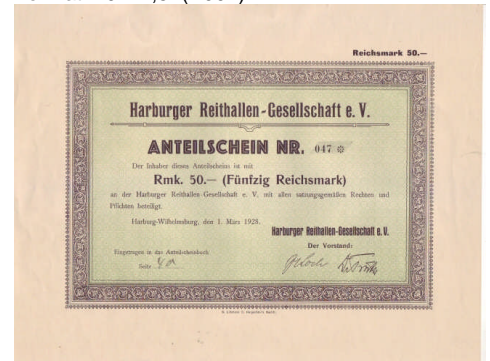 Reichsmark 50.—
Harburger Reithallen-Gesellschaft e. V.
ANTEILSCHEIN NR. 047 ※
Der Inhaber dieses Anteilscheins ist mit
Rmk. 50.— (Fünfzig Reichsmark)
an der Harburger Reithallen-Gesellschaft e. V. mit allen satzungsgemäßen Rechten und
Pflichten beteiligt.
Harburg-Wilhelmsburg, den 1. März 1928.
Harburger Reithallen-Gesellschaft e. V.
Der Vorstand:
Eingetragen in das Anteilscheinbuch
Seite